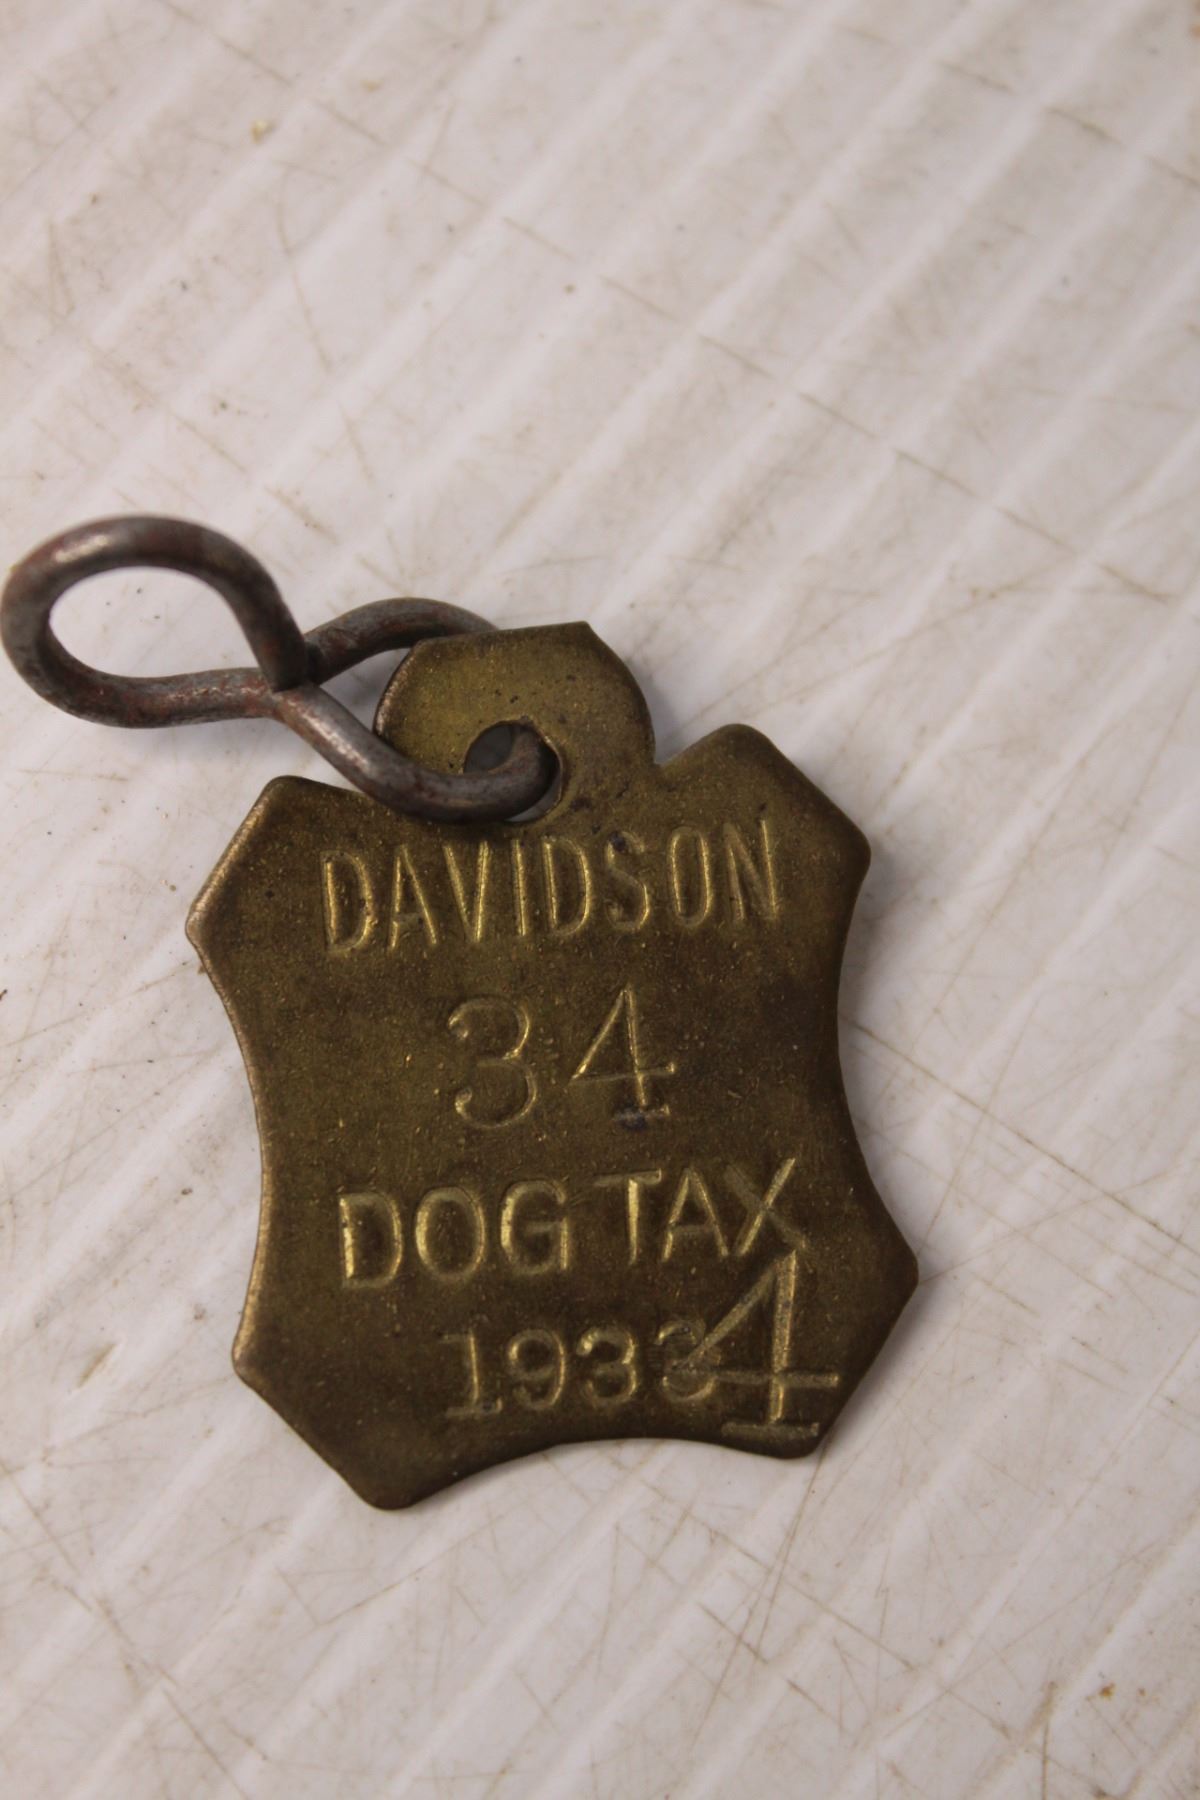 DAVIDSON
34
DOG TAX
19334